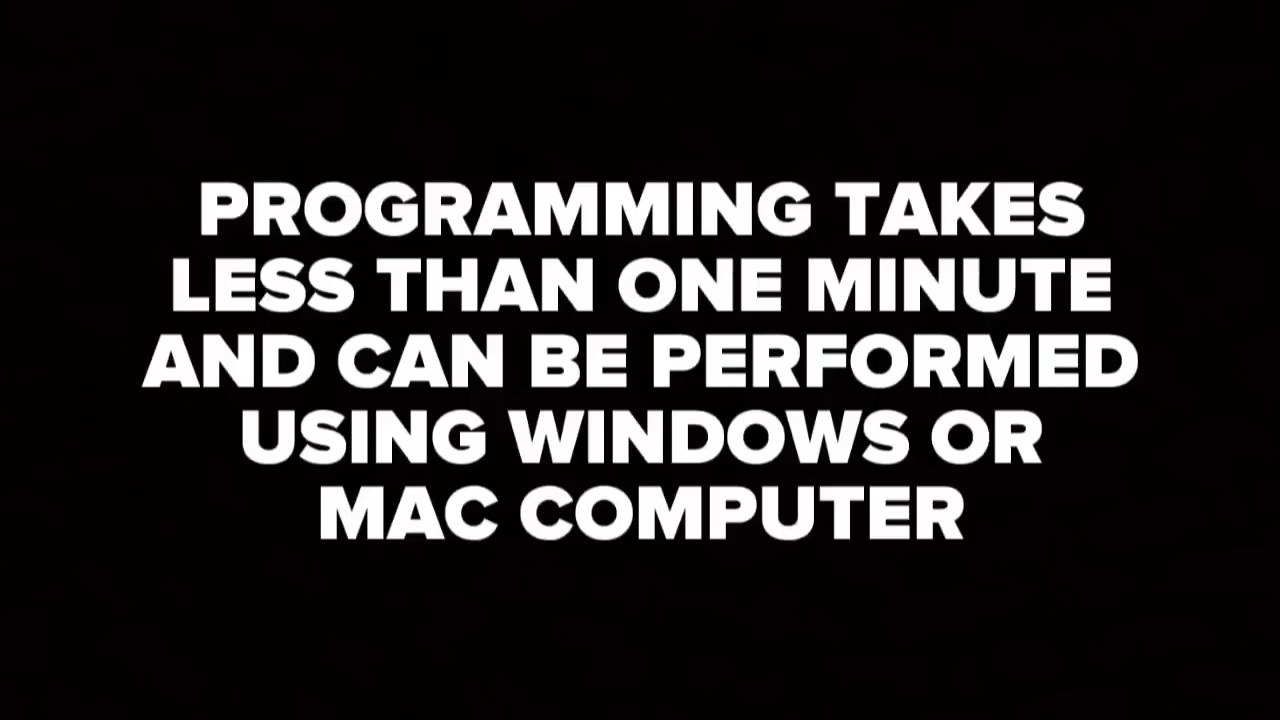 PROGRAMMING TAKES
LESS THAN ONE MINUTE
AND CAN BE PERFORMED
USING WINDOWS OR
MAC COMPUTER